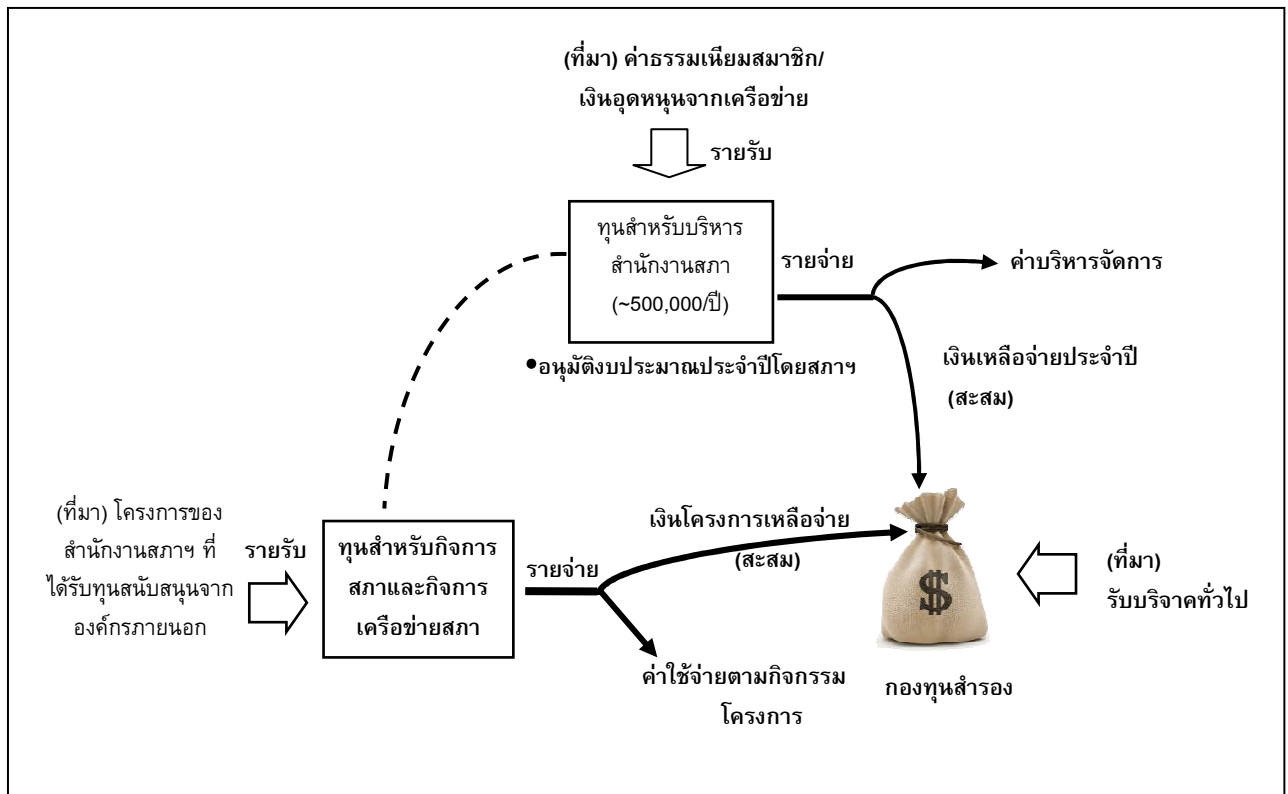 (ที่มา) ค่าธรรมเนียมสมาชิก/
เงินอุดหนุนจากเครือข่าย
รายรับ
ทุนสำหรับบริหาร
สำนักงานสภา
(~500,000/ปี)
รายจ่าย
ค่าบริหารจัดการ
•อนุมัติงบประมาณประจำปีโดยสภาฯ
เงินเหลือจ่ายประจำปี
(สะสม)
(ที่มา) โครงการของ
สำนักงานสภาฯ ที่
ได้รับทุนสนับสนุนจาก
องค์กรภายนอก
รายรับ
ทุนสำหรับกิจการ
สภาและกิจการ
เครือข่ายสภา
รายจ่าย
เงินโครงการเหลือจ่าย
(สะสม)
ค่าใช้จ่ายตามกิจกรรม
โครงการ
$
กองทุนสำรอง
(ที่มา)
รับบริจาคทั่วไป